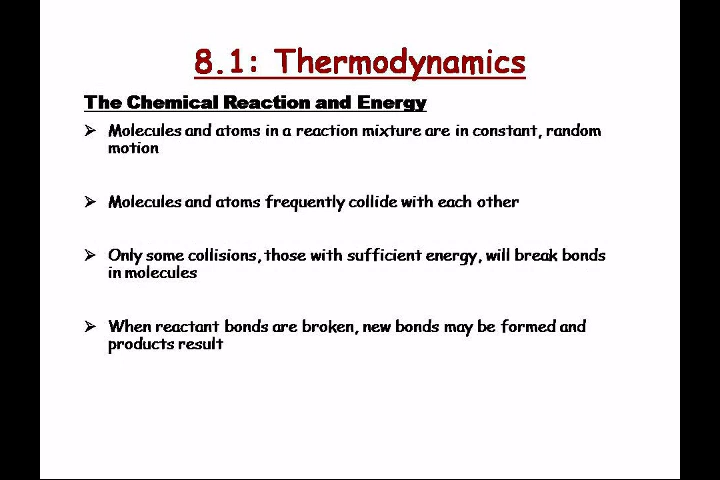 8.1: Thermodynamics
The Chemical Reaction and Energy
➢ Molecules and atoms in a reaction mixture are in constant, random
motion
➢ Molecules and atoms frequently collide with each other
➢ Only some collisions, those with sufficient energy, will break bonds
in molecules
➢ When reactant bonds are broken, new bonds may be formed and
products result